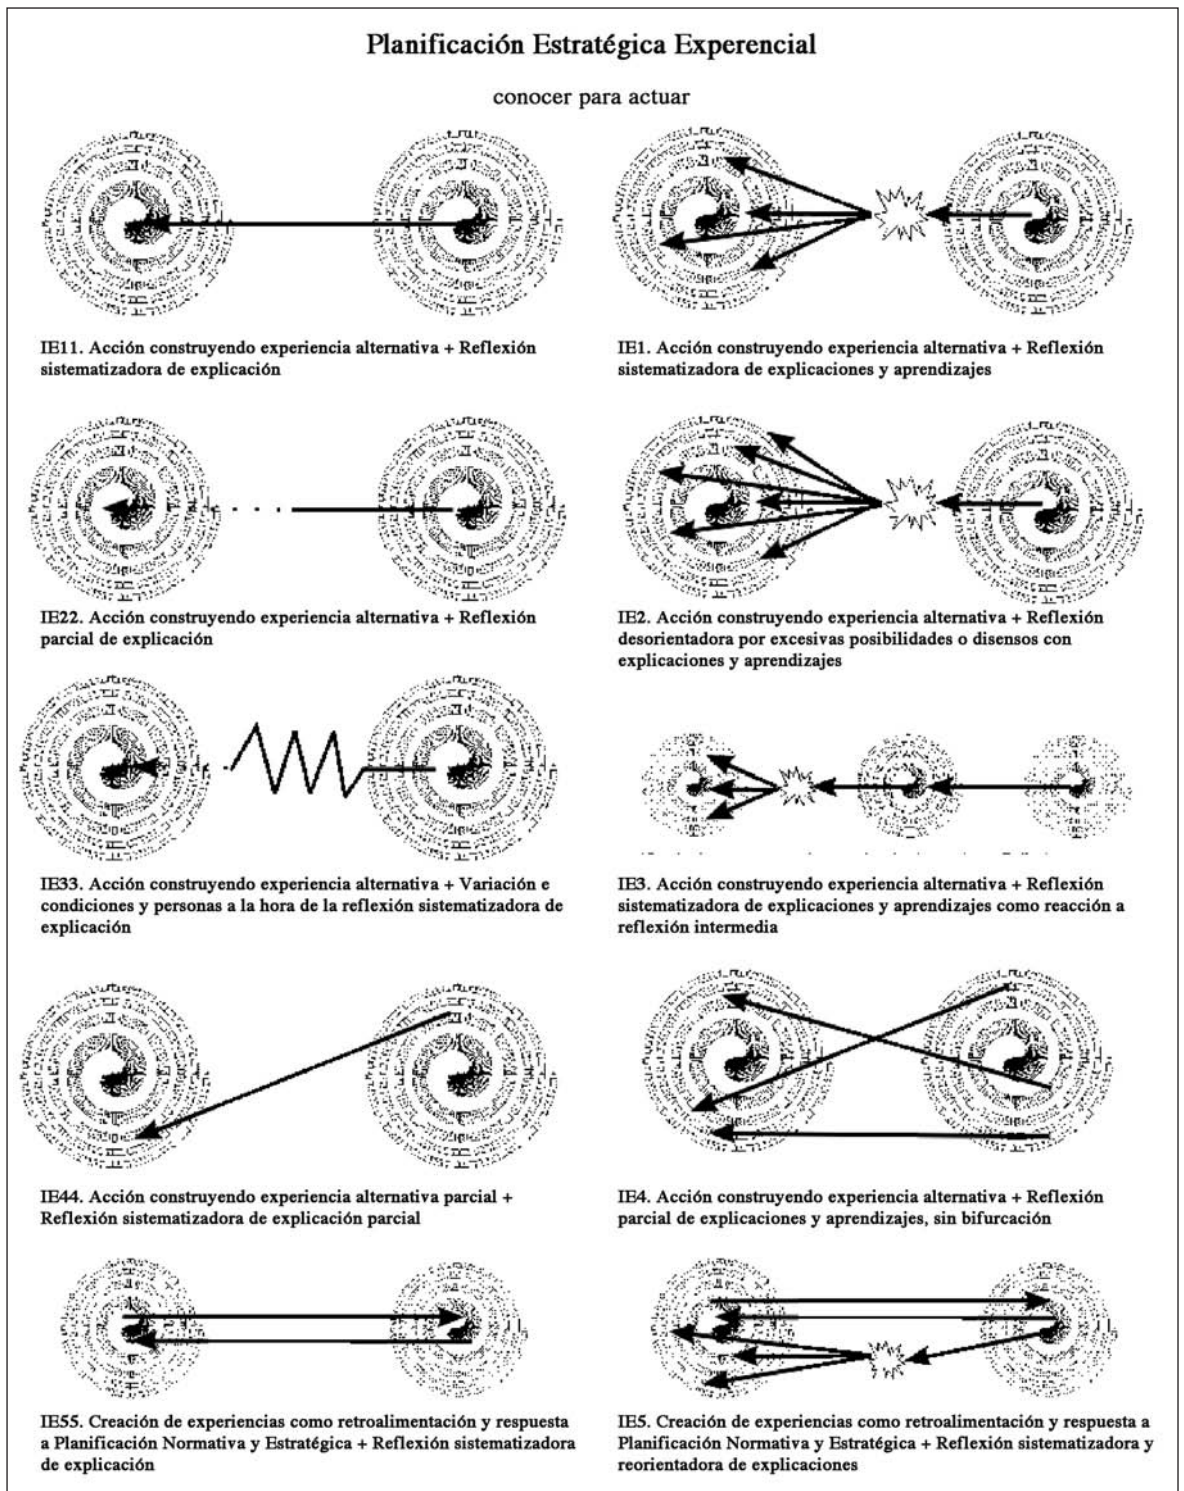 Planificación Estratégica Experencial
conocer para actuar
IE11. Acción construyendo experiencia alternativa + Reflexión
sistematizadora de explicación
IE1. Acción construyendo experiencia alternativa + Reflexión
sistematizadora de explicaciones y aprendizajes
IE22. Acción construyendo experiencia alternativa + Reflexión
parcial de explicación
IE2. Acción construyendo experiencia alternativa + Reflexión
desorientadora por excesivas posibilidades o disensos con
explicaciones y aprendizajes
IE33. Acción construyendo experiencia alternativa + Variación e
condiciones y personas a la hora de la reflexión sistematizadora de
explicación
IE3. Acción construyendo experiencia alternativa + Reflexión
sistematizadora de explicaciones y aprendizajes como reacción a
reflexión intermedia
IE44. Acción construyendo experiencia alternativa parcial +
Reflexión sistematizadora de explicación parcial
IE4. Acción construyendo experiencia alternativa + Reflexión
parcial de explicaciones y aprendizajes, sin bifurcación
IE55. Creación de experiencias como retroalimentación y respuesta
a Planificación Normativa y Estratégica + Reflexión sistematizadora
de explicación
IE5. Creación de experiencias como retroalimentación y respuesta a
Planificación Normativa y Estratégica + Reflexión sistematizadora y
reorientadora de explicaciones